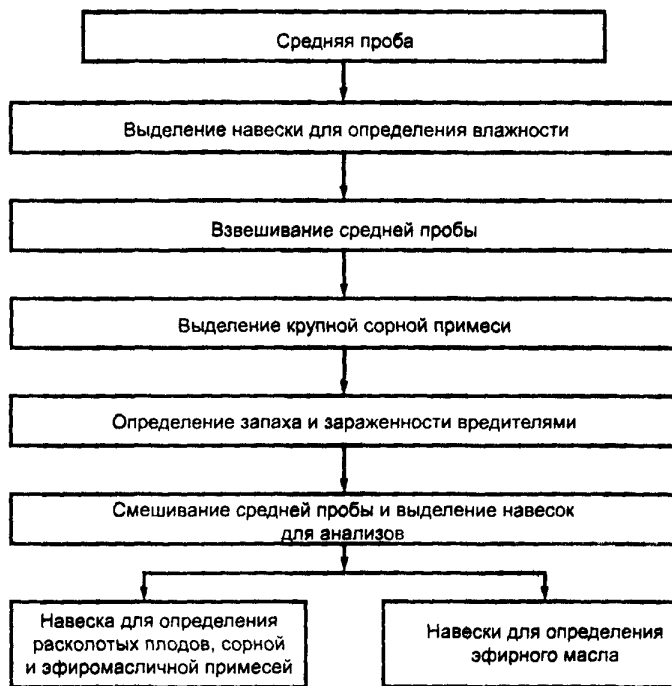 Средняя проба
Выделение навески для определения влажности
Взвешивание средней пробы
Выделение крупной сорной примеси
Определение запаха и зараженности вредителями
Смешивание средней пробы и выделение навесок
для анализов
Навеска для определения
расколотых плодов, сорной
и эфиромасличной примесей
Навески для определения
эфирного масла